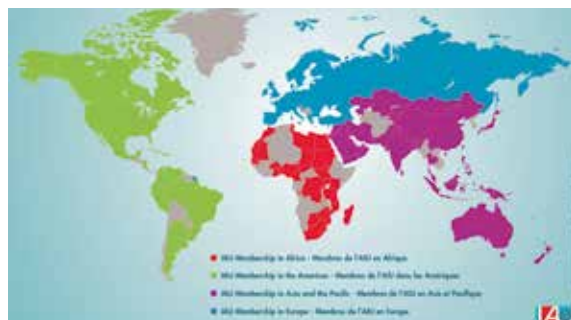 IAU Membership in Africa - Membres de l'AIU en Afrique
IAU Membership in the Americas - Membres de l'AIU dans les Amériques
IAU Membership in Asia and the Pacific - Membres de l'AIU en Asie et Pacifique
IAU Membership in Europe - Membres de l'AIU en Europe